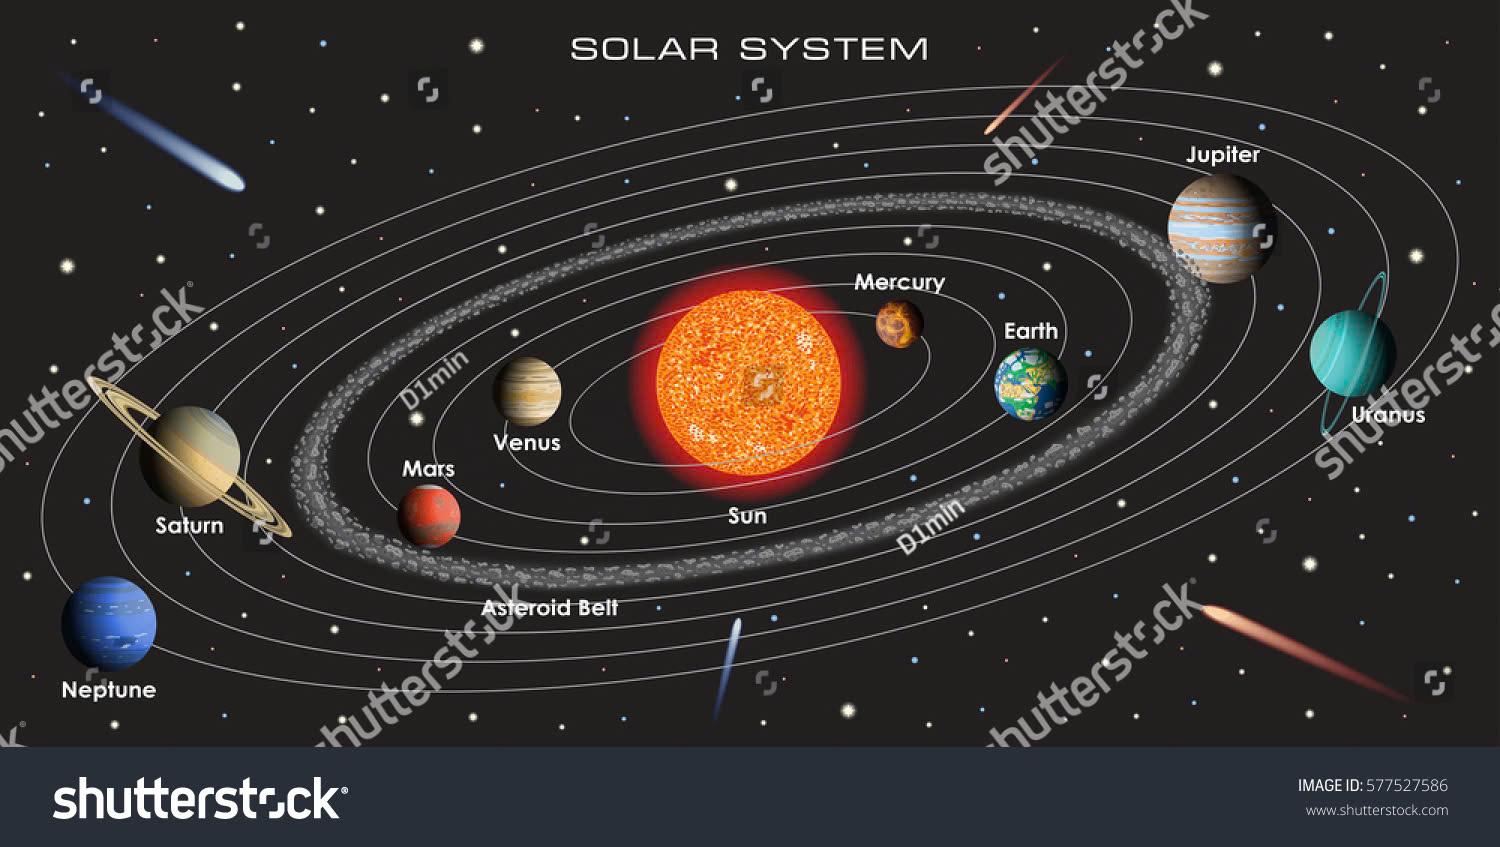 SOLAR SYSTEM
Jupiter
Mercury
Earth
Venus
Uranus
Mars
Sun
Saturn
Asteroid Belt
Neptune
shutterstock
shutterstock
shutterstock
shutterstock
shutterstock
D1min
D1min
shutterstock
IMAGE ID: 577527586
www.shutterstock.com